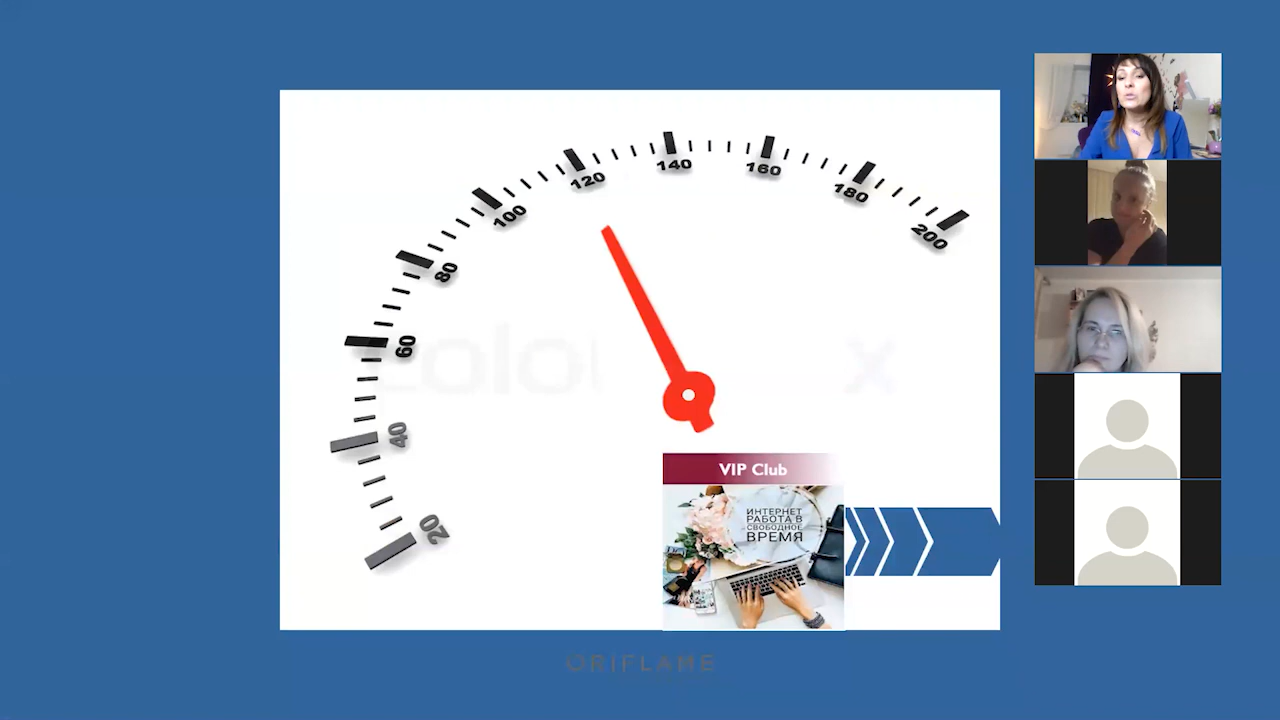 20
40
60
80
100
120
140
160
180
200
VIP Club
ИНТЕРНЕТ
РАБОТА В
СВОБОДНОЕ
ВРЕМЯ
ORIFLAME